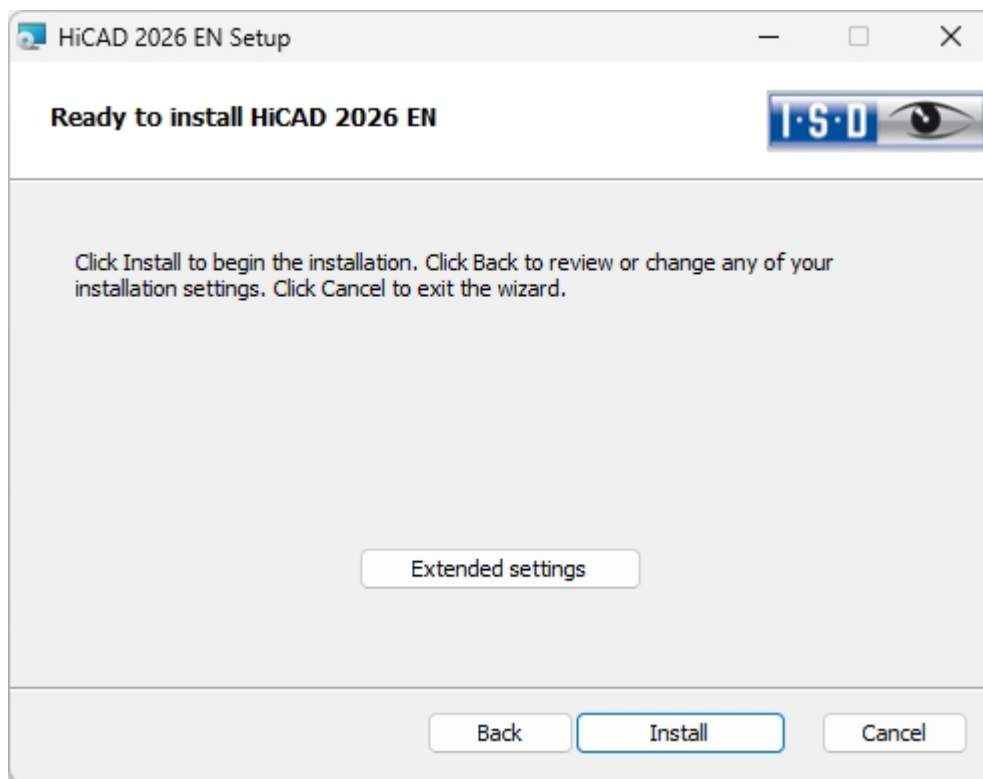 HiCAD 2026 EN Setup
Ready to install HiCAD 2026 EN
I·S·D
Click Install to begin the installation. Click Back to review or change any of your
installation settings. Click Cancel to exit the wizard.
Extended settings
Back
Install
Cancel